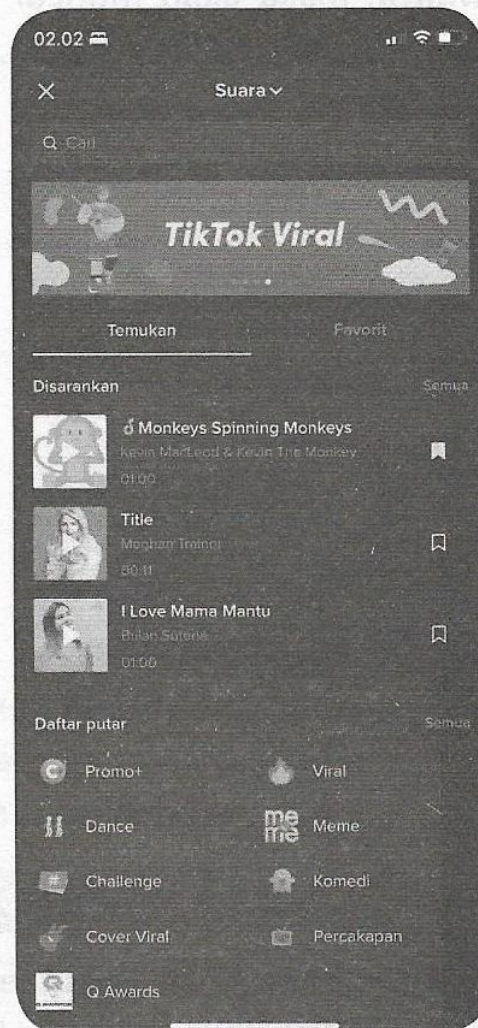 02.02
Suara
Cari
TikTok Viral
Temukan Favorit
Disarankan Semua
Monkeys Spinning Monkeys
Kevin MacLeod & Kevin The Monkey
01:00
Title
Meghan Trainor
00:11
I Love Mama Mantu
Bulan Sutena
01:00
Daftar putar Semua
Promo+ Viral
Dance meme Meme
# Challenge Komedi
Cover Viral Percakapan
Q Awards